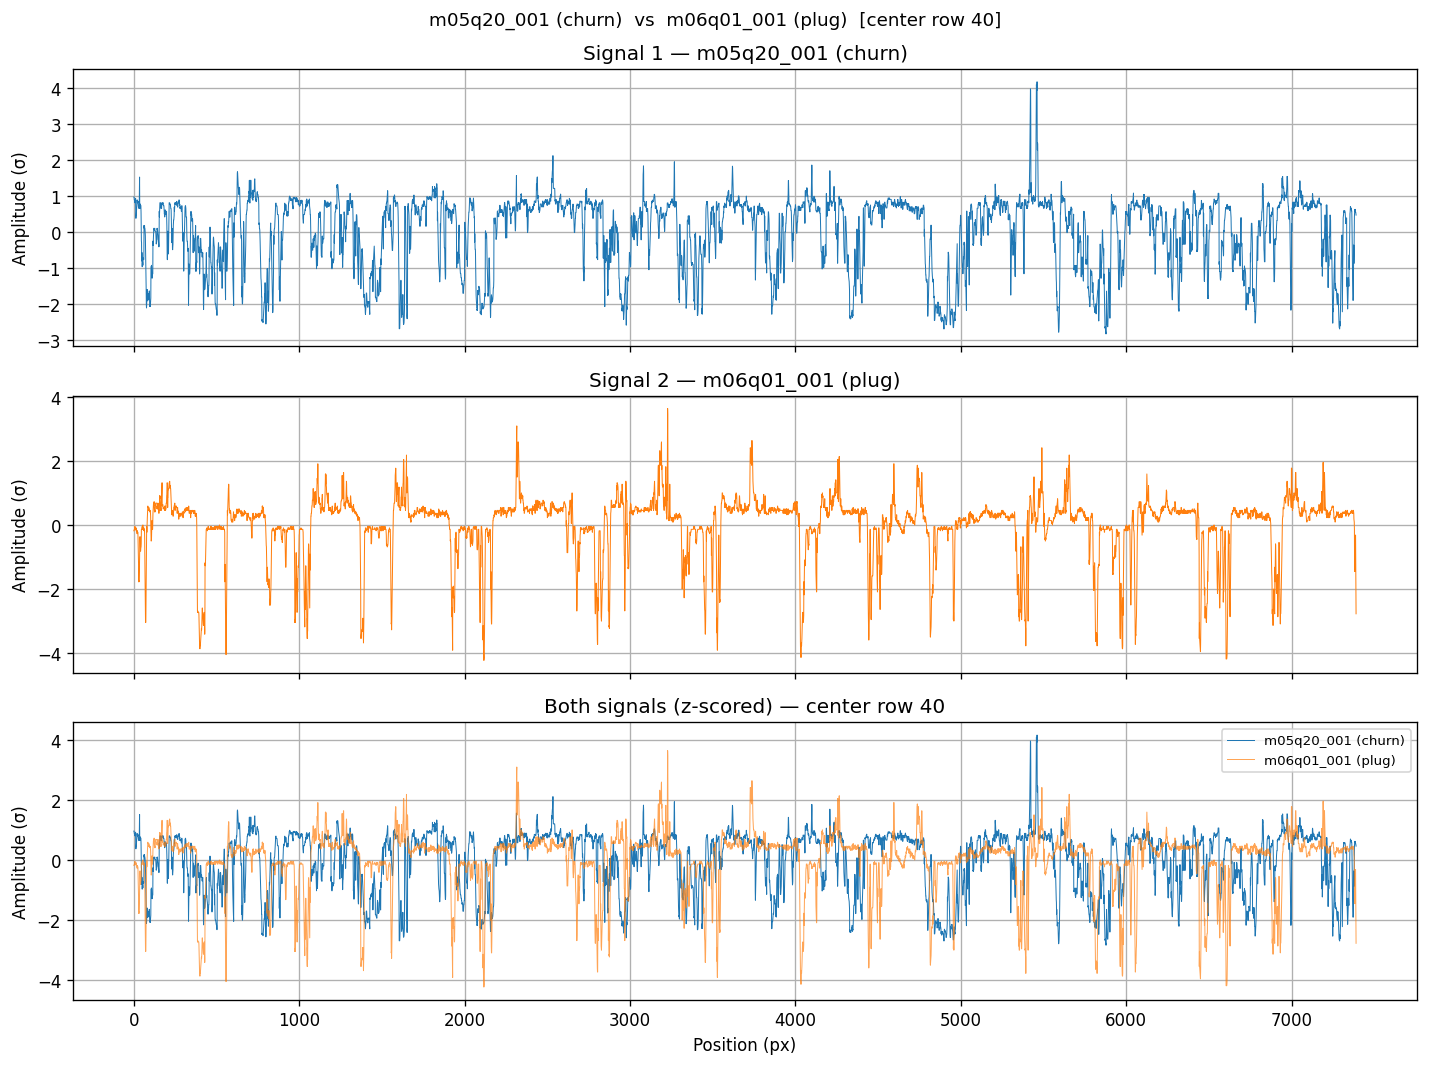 m05q20_001 (churn)  vs  m06q01_001 (plug)  [center row 40]
Signal 1 — m05q20_001 (churn)
Amplitude (σ)
4
3
2
1
0
−1
−2
−3
Signal 2 — m06q01_001 (plug)
Amplitude (σ)
4
2
0
−2
−4
Both signals (z-scored) — center row 40
Amplitude (σ)
4
2
0
−2
−4
m05q20_001 (churn)
m06q01_001 (plug)
0 1000 2000 3000 4000 5000 6000 7000
Position (px)